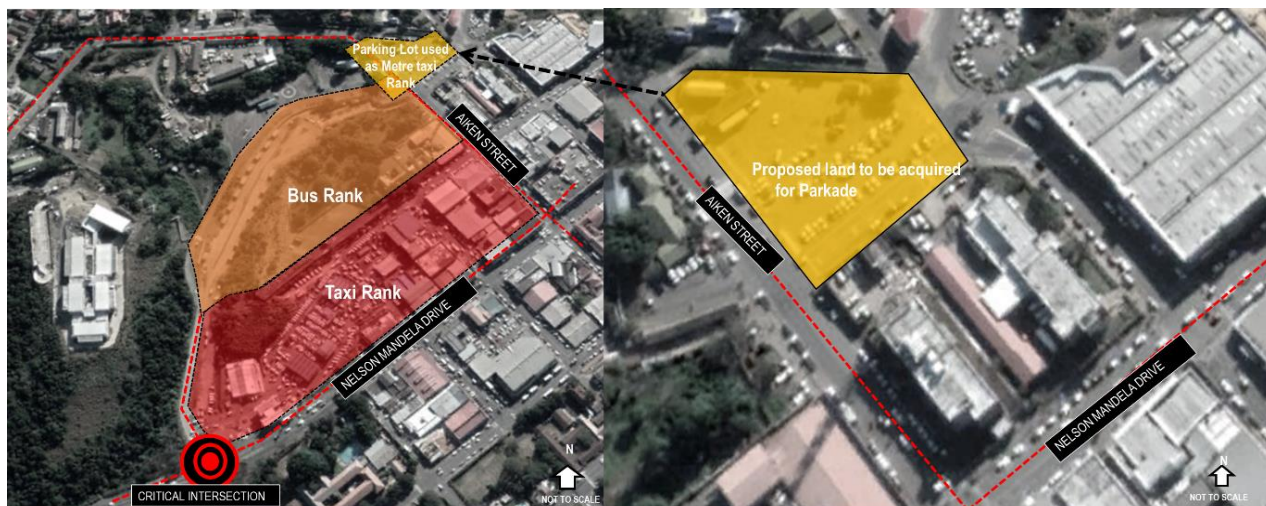 Parking Lot used
as Metre taxi
Rank
AIKEN STREET
Bus Rank
Taxi Rank
NELSON MANDELA DRIVE
CRITICAL INTERSECTION
N
NOT TO SCALE
Proposed land to be acquired
for Parkade
AIKEN STREET
NELSON MANDELA DRIVE
N
NOT TO SCALE